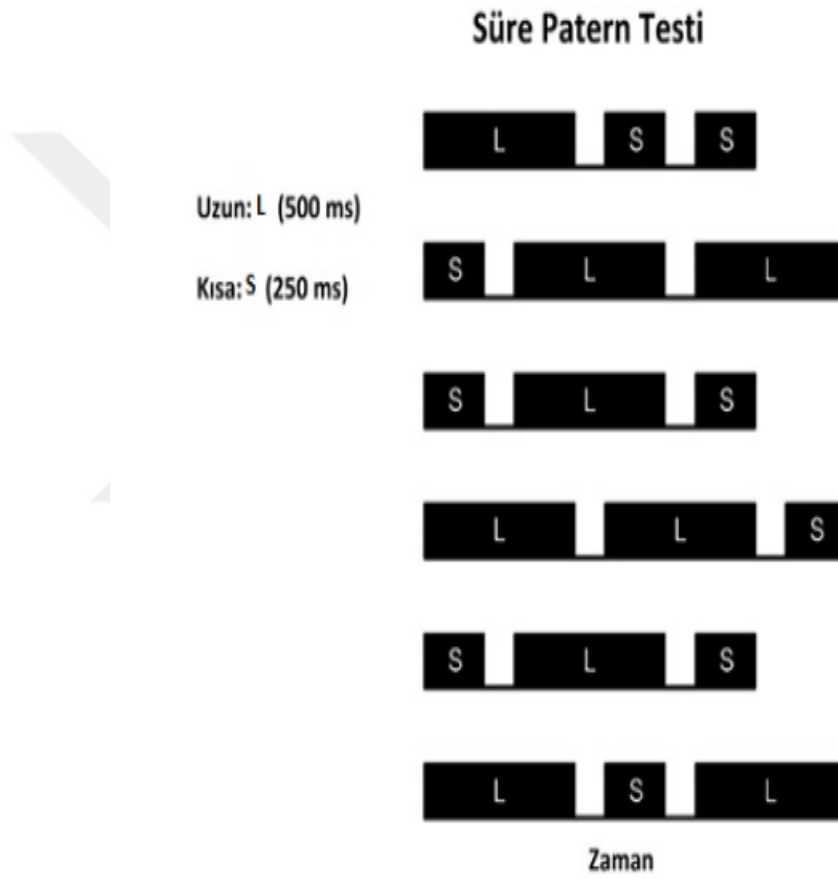 Süre Patern Testi
L S S
Uzun: L (500 ms)
S L L
Kısa: S (250 ms)
S L S
L L S
S L S
L S L
Zaman